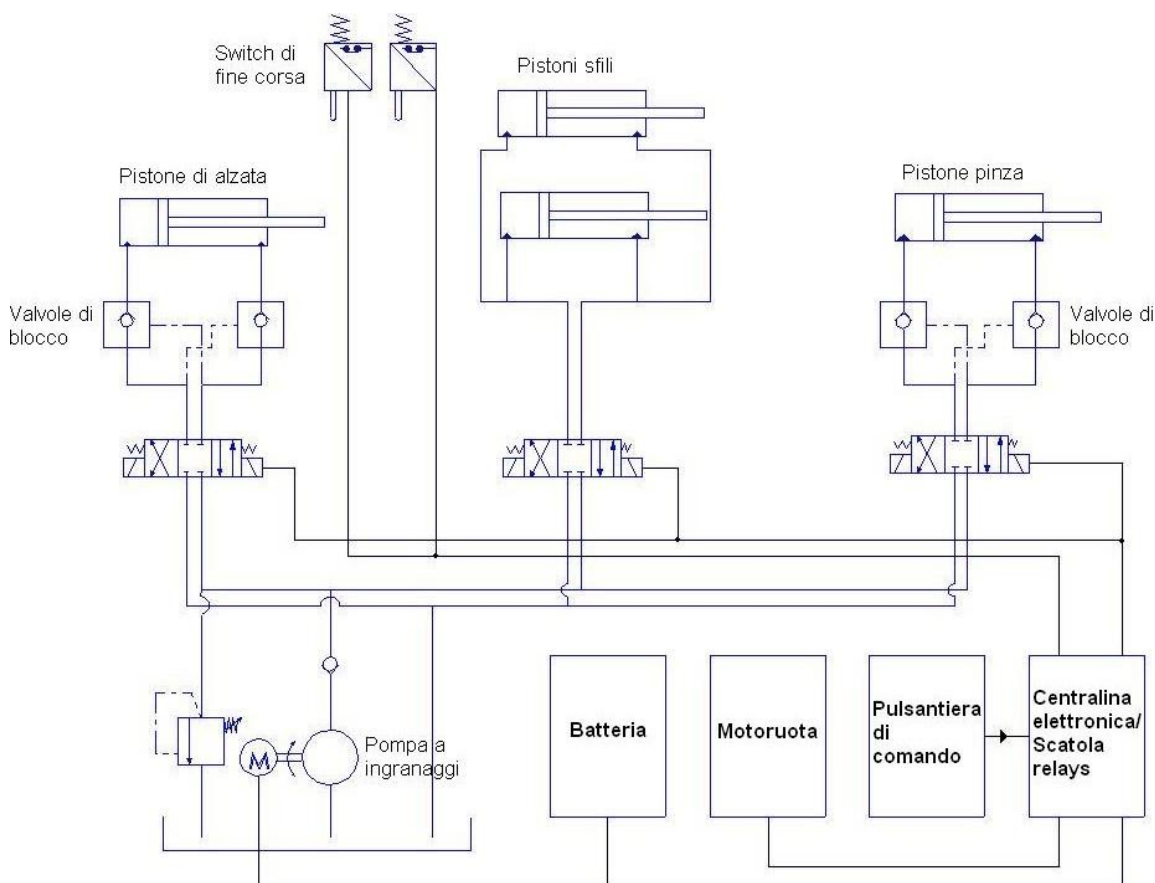 Switch di
fine corsa
Pistoni sfili
Pistone di alzata
Pistone pinza
Valvole di
blocco
Valvole di
blocco
Pompa a
ingranaggi
M
Batteria
Motoruota
Pulsantiera
di
comando
Centralina
elettronica/
Scatola
relays